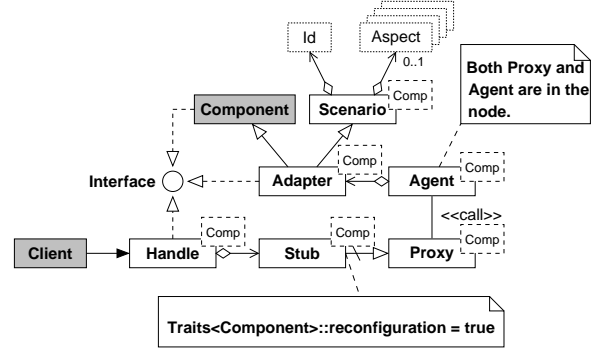 Id
Aspect
0..1
Both Proxy and
Agent are in the
node.
Component
Scenario
Comp
Interface
Adapter
Comp
Agent
Comp
<<call>>
Client
Handle
Comp
Stub
Comp
Proxy
Comp
Traits<Component>::reconfiguration = true